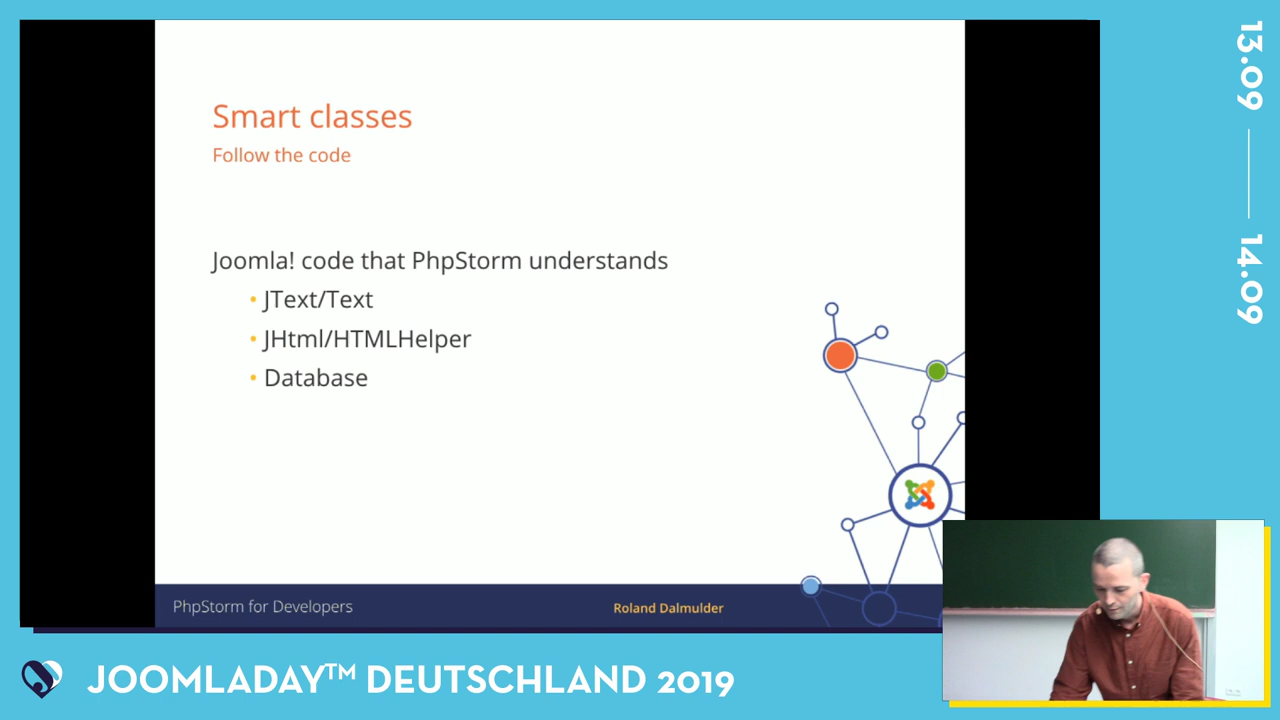 Smart classes
Follow the code
Joomla! code that PhpStorm understands
• JText/Text
• JHtml/HTMLHelper
• Database
PhpStorm for Developers
Roland Dalmulder
13.09
14.09
JOOMLADAY™ DEUTSCHLAND 2019